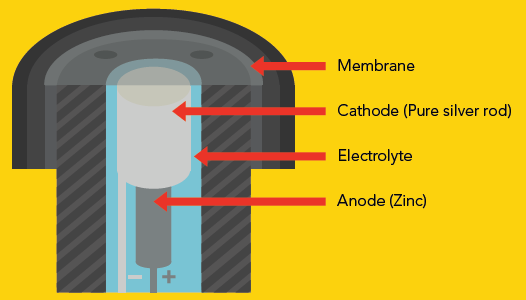 Membrane
Cathode (Pure silver rod)
Electrolyte
Anode (Zinc)
− +